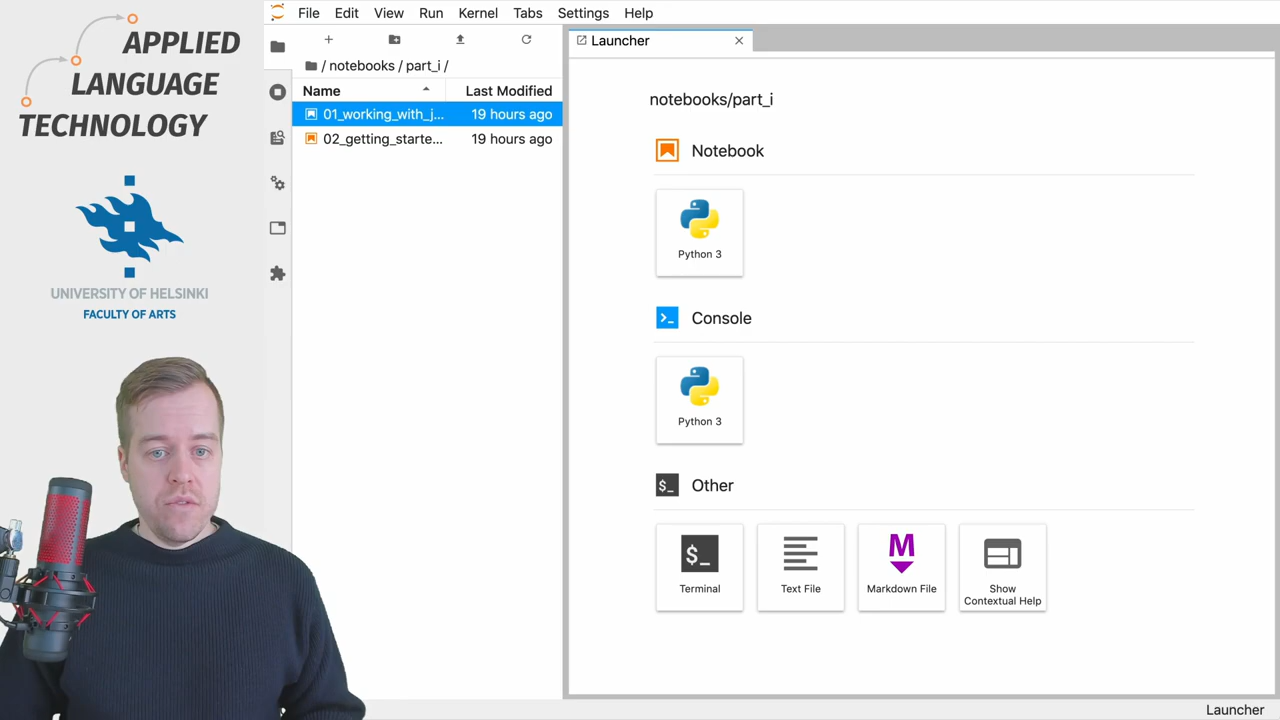 APPLIED
LANGUAGE
TECHNOLOGY
UNIVERSITY OF HELSINKI
FACULTY OF ARTS
File Edit View Run Kernel Tabs Settings Help
/ notebooks / part_i /
Name Last Modified
01_working_with_j... 19 hours ago
02_getting_starte... 19 hours ago
Launcher
notebooks/part_i
Notebook
Python 3
>_ Console
Python 3
$_ Other
$_
Terminal
Text File
M
Markdown File
Show
Contextual Help
Launcher